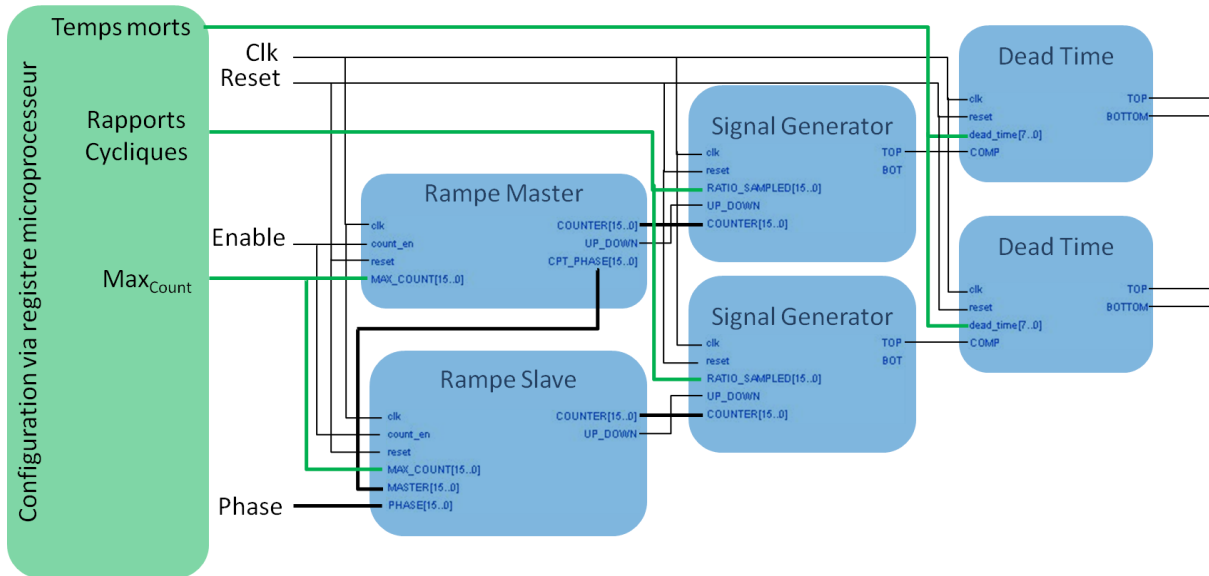 Configuration via registre microprocesseur
Temps morts
Rapports
Cycliques
MaxCount
Clk
Reset
Enable
Phase
Rampe Master
clk
count_en
reset
MAX_COUNT[15..0]
COUNTER[15..0]
UP_DOWN
CPT_PHASE[15..0]
Rampe Slave
clk
count_en
reset
MAX_COUNT[15..0]
MASTER[15..0]
PHASE[15..0]
COUNTER[15..0]
UP_DOWN
Signal Generator
clk
reset
RATIO_SAMPLED[15..0]
UP_DOWN
COUNTER[15..0]
TOP
BOT
Signal Generator
clk
reset
RATIO_SAMPLED[15..0]
UP_DOWN
COUNTER[15..0]
TOP
BOT
Dead Time
clk
reset
dead_time[7..0]
COMP
TOP
BOTTOM
Dead Time
clk
reset
dead_time[7..0]
COMP
TOP
BOTTOM